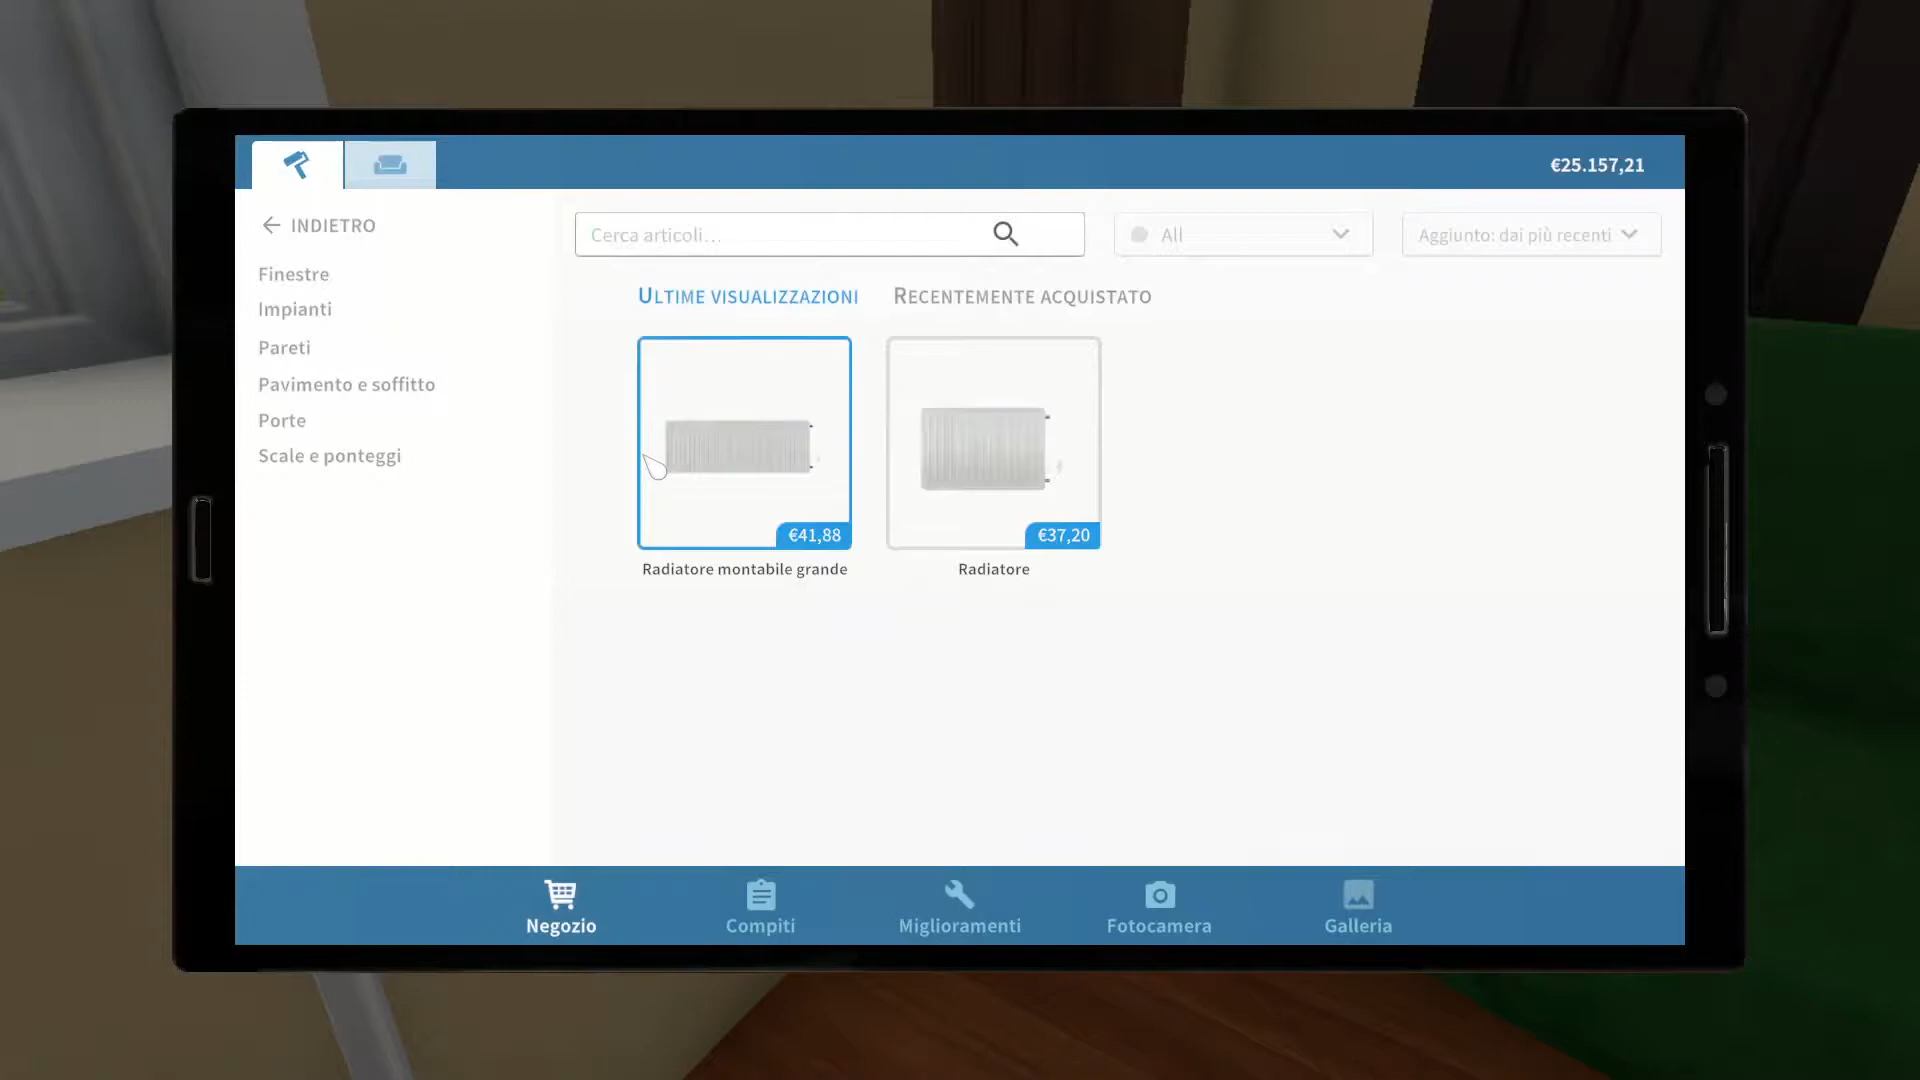 €25.157,21
INDIETRO
Finestre
Impianti
Pareti
Pavimento e soffitto
Porte
Scale e ponteggi
Cerca articoli...
All
Aggiunto: dai più recenti
ULTIME VISUALIZZAZIONI
RECENTEMENTE ACQUISTATO
€41,88
Radiatore montabile grande
€37,20
Radiatore
Negozio
Compiti
Miglioramenti
Fotocamera
Galleria